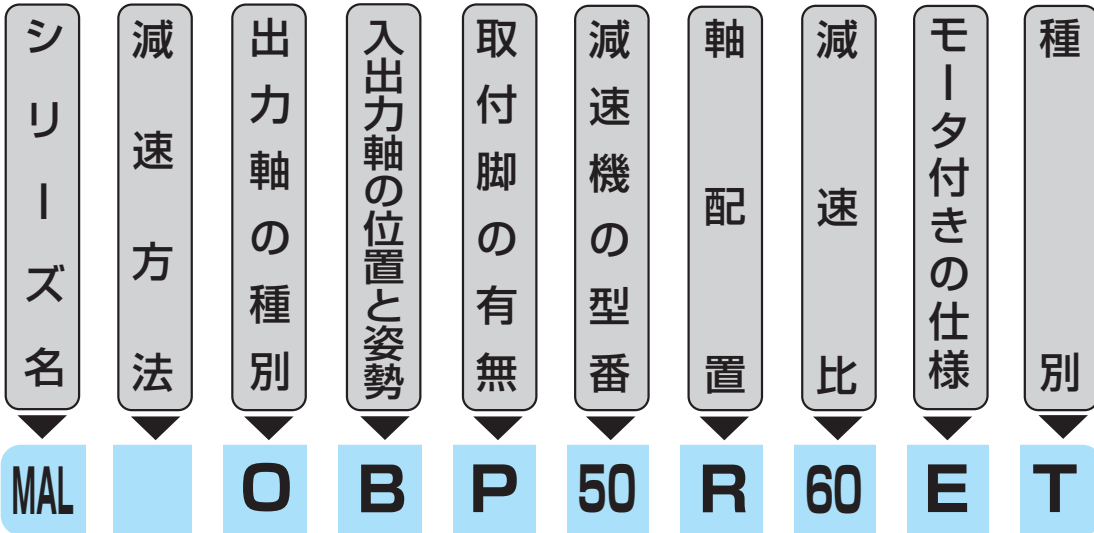 シリーズ名
減速方法
出力軸の種別
入出力軸の位置と姿勢
取付脚の有無
減速機の型番
軸配置
減速比
モータ付きの仕様
種別
MAL O B P 50 R 60 E T